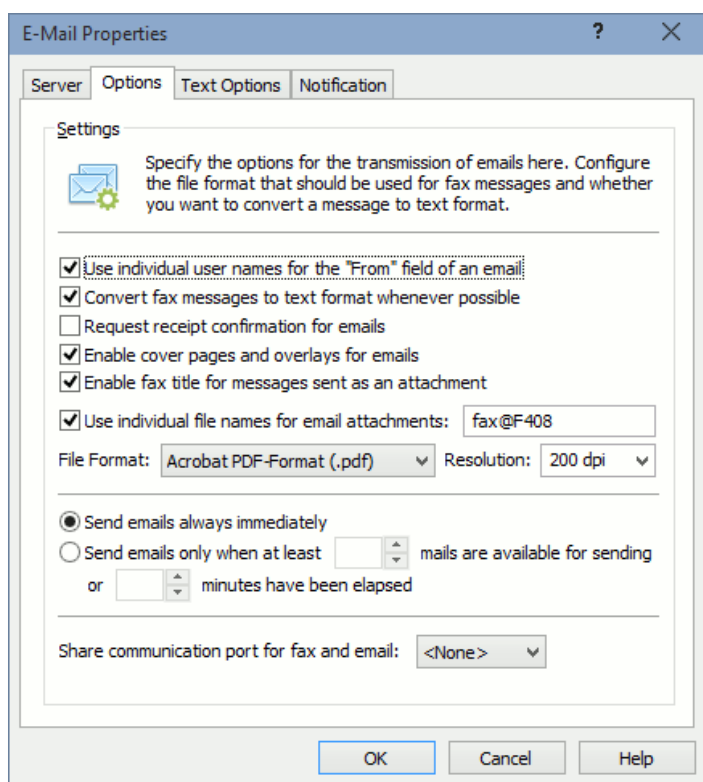 E-Mail Properties ?
Server Options Text Options Notification
Settings
Specify the options for the transmission of emails here. Configure
the file format that should be used for fax messages and whether
you want to convert a message to text format.
Use individual user names for the "From" field of an email
Convert fax messages to text format whenever possible
Request receipt confirmation for emails
Enable cover pages and overlays for emails
Enable fax title for messages sent as an attachment
Use individual file names for email attachments: fax@F408
File Format: Acrobat PDF-Format (.pdf) Resolution: 200 dpi
Send emails always immediately
Send emails only when at least mails are available for sending
or minutes have been elapsed
Share communication port for fax and email: <None>
OK Cancel Help